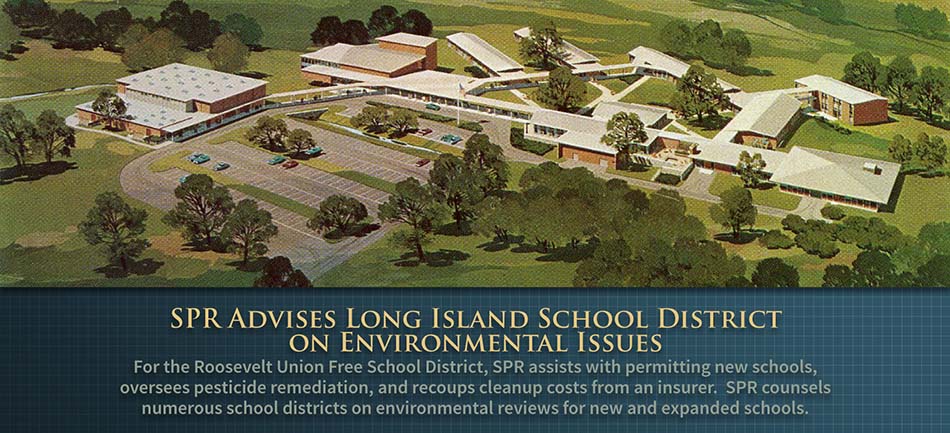 SPR Advises Long Island School District
on Environmental Issues
For the Roosevelt Union Free School District, SPR assists with permitting new schools,
oversees pesticide remediation, and recoups cleanup costs from an insurer.  SPR counsels
numerous school districts on environmental reviews for new and expanded schools.